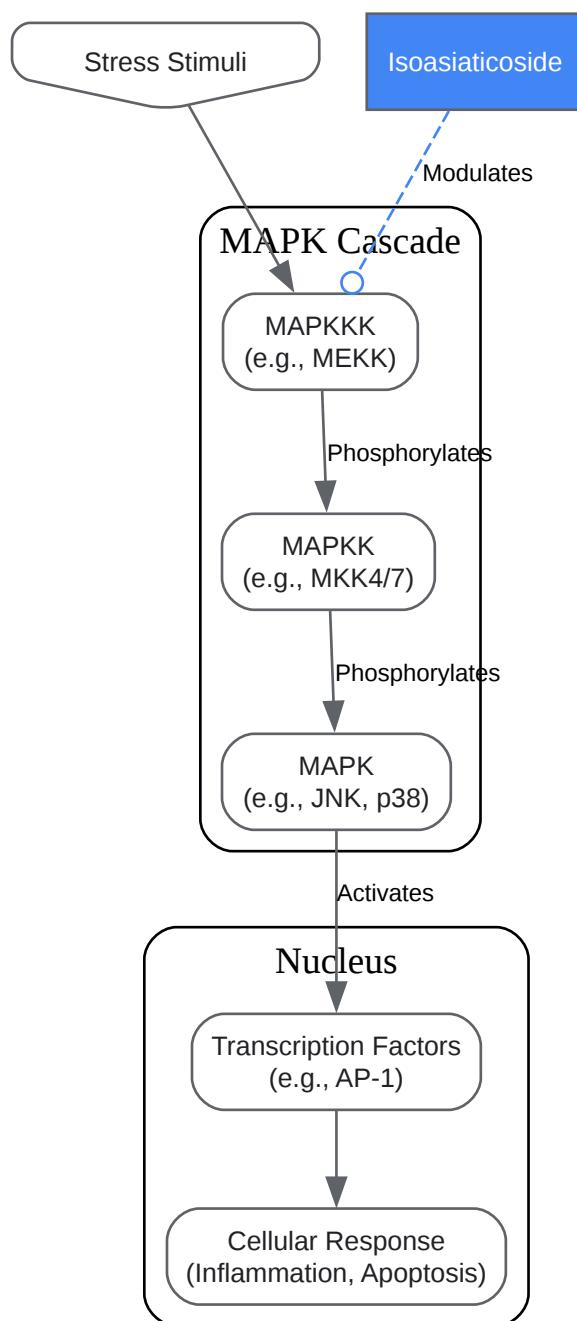 Stress Stimuli
Isoasiaticoside
Modulates
MAPK Cascade
MAPKKK
(e.g., MEKK)
Phosphorylates
MAPKK
(e.g., MKK4/7)
Phosphorylates
MAPK
(e.g., JNK, p38)
Activates
Nucleus
Transcription Factors
(e.g., AP-1)
Cellular Response
(Inflammation, Apoptosis)